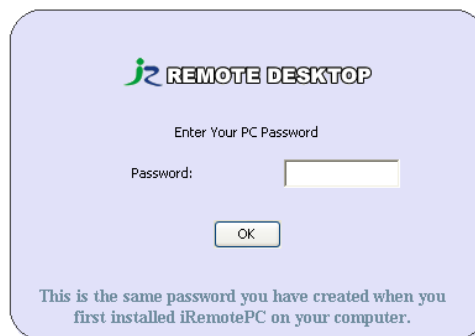 REMOTE DESKTOP
Enter Your PC Password
Password:
OK
This is the same password you have created when you
first installed iRemotePC on your computer.